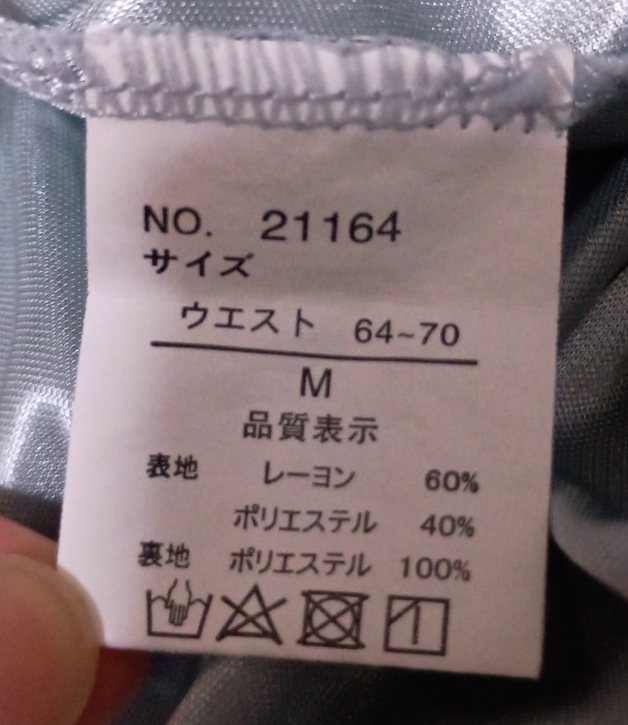 NO. 21164
サイズ
ウエスト 64~70
M
品質表示
表地 レーヨン 60%
ポリエステル 40%
裏地 ポリエステル 100%